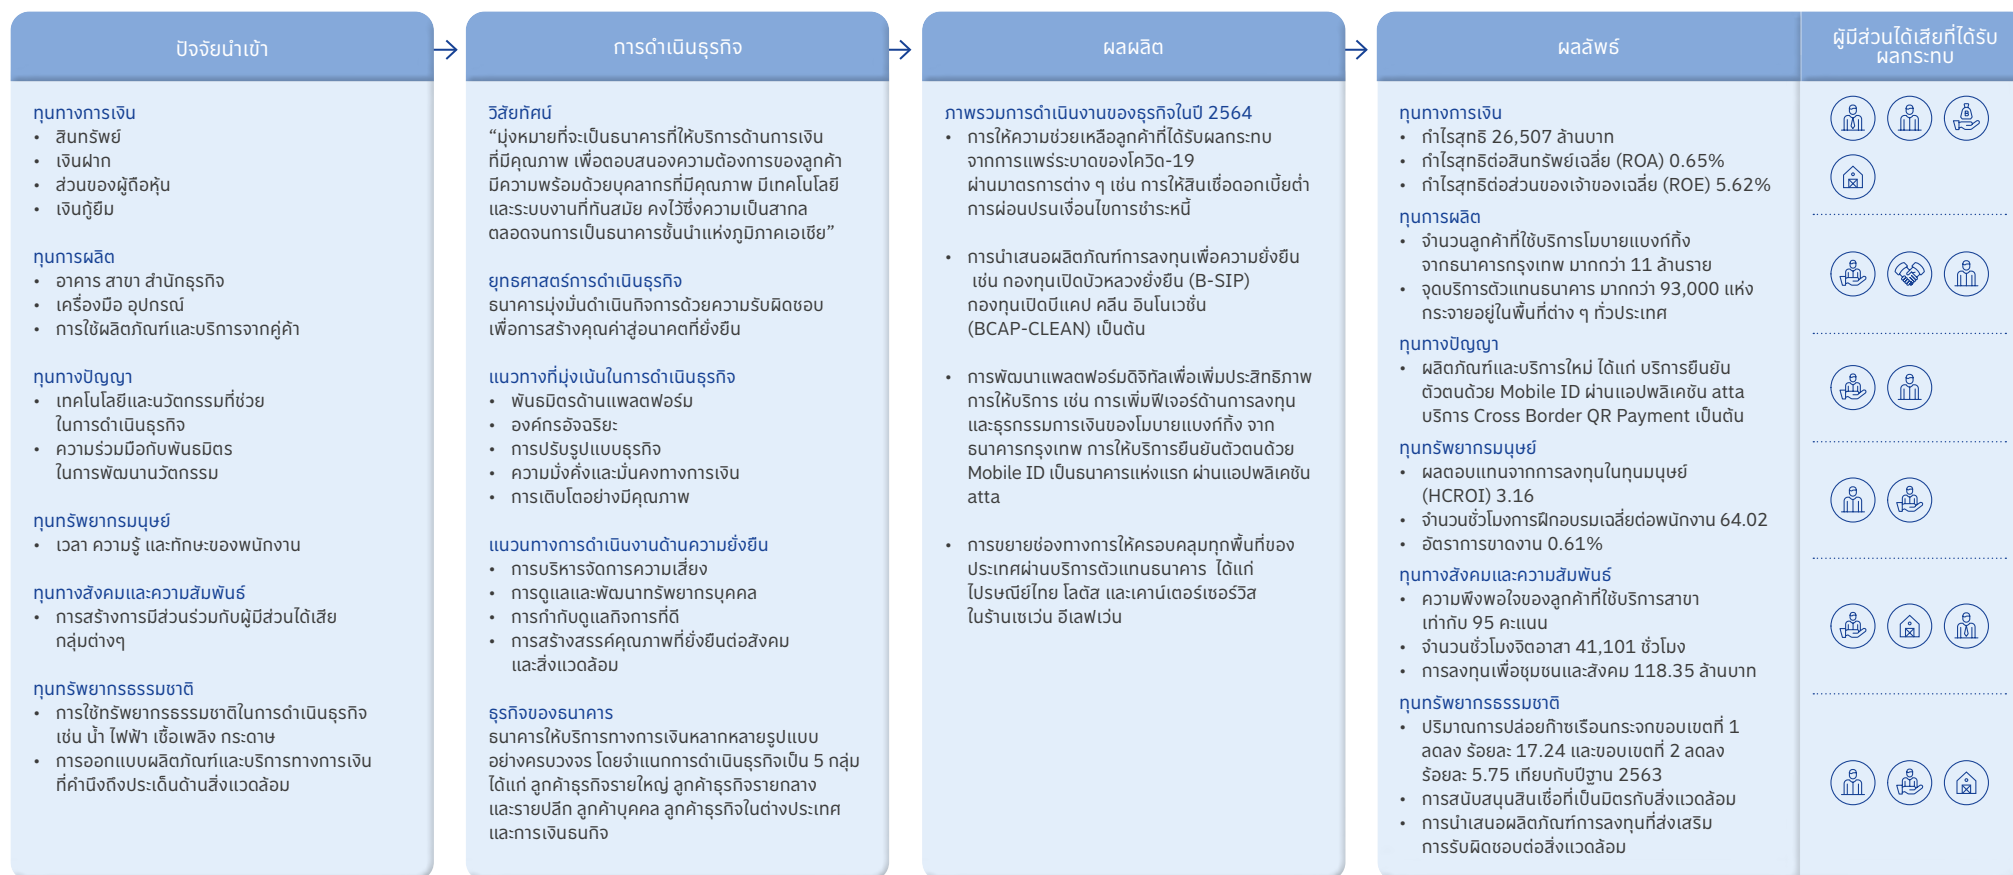 ปัจจัยนำเข้า
ทุนทางการเงิน
• สินทรัพย์
• เงินฝาก
• ส่วนของผู้ถือหุ้น
• เงินกู้ยืม
ทุนการผลิต
• อาคาร สาขา สำนักธุรกิจ
• เครื่องมือ อุปกรณ์
• การใช้ผลิตภัณฑ์และบริการจากคู่ค้า
ทุนทางปัญญา
• เทคโนโลยีและนวัตกรรมที่ช่วย
ในการดำเนินธุรกิจ
• ความร่วมมือกับพันธมิตร
ในการพัฒนานวัตกรรม
ทุนทรัพยากรมนุษย์
• เวลา ความรู้ และทักษะของพนักงาน
ทุนทางสังคมและความสัมพันธ์
• การสร้างการมีส่วนร่วมกับผู้มีส่วนได้เสีย
กลุ่มต่างๆ
ทุนทรัพยากรธรรมชาติ
• การใช้ทรัพยากรธรรมชาติในการดำเนินธุรกิจ
เช่น น้ำ ไฟฟ้า เชื้อเพลิง กระดาษ
• การออกแบบผลิตภัณฑ์และบริการทางการเงิน
ที่คำนึงถึงประเด็นด้านสิ่งแวดล้อม
การดำเนินธุรกิจ
วิสัยทัศน์
“มุ่งหมายที่จะเป็นธนาคารที่ให้บริการด้านการเงิน
ที่มีคุณภาพ เพื่อตอบสนองความต้องการของลูกค้า
มีความพร้อมด้วยบุคลากรที่มีคุณภาพ มีเทคโนโลยี
และระบบงานที่ทันสมัย คงไว้ซึ่งความเป็นสากล
ตลอดจนการเป็นธนาคารชั้นนำแห่งภูมิภาคเอเชีย”
ยุทธศาสตร์การดำเนินธุรกิจ
ธนาคารมุ่งมั่นดำเนินกิจการด้วยความรับผิดชอบ
เพื่อการสร้างคุณค่าสู่อนาคตที่ยั่งยืน
แนวทางที่มุ่งเน้นในการดำเนินธุรกิจ
• พันธมิตรด้านแพลตฟอร์ม
• องค์กรอัจฉริยะ
• การปรับรูปแบบธุรกิจ
• ความมั่งคั่งและมั่นคงทางการเงิน
• การเติบโตอย่างมีคุณภาพ
แนวนทางการดำเนินงานด้านความยั่งยืน
• การบริหารจัดการความเสี่ยง
• การดูแลและพัฒนาทรัพยากรบุคคล
• การกำกับดูแลกิจการที่ดี
• การสร้างสรรค์คุณภาพที่ยั่งยืนต่อสังคม
และสิ่งแวดล้อม
ธุรกิจของธนาคาร
ธนาคารให้บริการทางการเงินหลากหลายรูปแบบ
อย่างครบวงจร โดยจำแนกการดำเนินธุรกิจเป็น 5 กลุ่ม
ได้แก่ ลูกค้าธุรกิจรายใหญ่ ลูกค้าธุรกิจรายกลาง
และรายปลีก ลูกค้าบุคคล ลูกค้าธุรกิจในต่างประเทศ
และการเงินธนกิจ
ผลผลิต
ภาพรวมการดำเนินงานของธุรกิจในปี 2564
• การให้ความช่วยเหลือลูกค้าที่ได้รับผลกระทบ
จากการแพร่ระบาดของโควิด-19
ผ่านมาตรการต่าง ๆ เช่น การให้สินเชื่อดอกเบี้ยต่ำ
การผ่อนปรนเงื่อนไขการชำระหนี้
• การนำเสนอผลิตภัณฑ์การลงทุนเพื่อความยั่งยืน
เช่น กองทุนเปิดบัวหลวงยั่งยืน (B-SIP)
กองทุนเปิดบีแคป คลีน อินโนเวชั่น
(BCAP-CLEAN) เป็นต้น
• การพัฒนาแพลตฟอร์มดิจิทัลเพื่อเพิ่มประสิทธิภาพ
การให้บริการ เช่น การเพิ่มฟีเจอร์ด้านการลงทุน
และธุรกรรมการเงินของโมบายแบงก์กิ้ง จาก
ธนาคารกรุงเทพ การให้บริการยืนยันตัวตนด้วย
Mobile ID เป็นธนาคารแห่งแรก ผ่านแอปพลิเคชัน
atta
• การขยายช่องทางการให้ครอบคลุมทุกพื้นที่ของ
ประเทศผ่านบริการตัวแทนธนาคาร ได้แก่
ไปรษณีย์ไทย โลตัส และเคาน์เตอร์เซอร์วิส
ในร้านเซเว่น อีเลฟเว่น
ผลลัพธ์
ทุนทางการเงิน
• กำไรสุทธิ 26,507 ล้านบาท
• กำไรสุทธิต่อสินทรัพย์เฉลี่ย (ROA) 0.65%
• กำไรสุทธิต่อส่วนของเจ้าของเฉลี่ย (ROE) 5.62%
ทุนการผลิต
• จำนวนลูกค้าที่ใช้บริการโมบายแบงก์กิ้ง
จากธนาคารกรุงเทพ มากกว่า 11 ล้านราย
• จุดบริการตัวแทนธนาคาร มากกว่า 93,000 แห่ง
กระจายอยู่ในพื้นที่ต่าง ๆ ทั่วประเทศ
ทุนทางปัญญา
• ผลิตภัณฑ์และบริการใหม่ ได้แก่ บริการยืนยัน
ตัวตนด้วย Mobile ID ผ่านแอปพลิเคชัน atta
บริการ Cross Border QR Payment เป็นต้น
ทุนทรัพยากรมนุษย์
• ผลตอบแทนจากการลงทุนในทุนมนุษย์
(HCROI) 3.16
• จำนวนชั่วโมงการฝึกอบรมเฉลี่ยต่อพนักงาน 64.02
• อัตราการขาดงาน 0.61%
ทุนทางสังคมและความสัมพันธ์
• ความพึงพอใจของลูกค้าที่ใช้บริการสาขา
เท่ากับ 95 คะแนน
• จำนวนชั่วโมงจิตอาสา 41,101 ชั่วโมง
• การลงทุนเพื่อชุมชนและสังคม 118.35 ล้านบาท
ทุนทรัพยากรธรรมชาติ
• ปริมาณการปล่อยก๊าซเรือนกระจกขอบเขตที่ 1
ลดลง ร้อยละ 17.24 และขอบเขตที่ 2 ลดลง
ร้อยละ 5.75 เทียบกับปีฐาน 2563
• การสนับสนุนสินเชื่อที่เป็นมิตรกับสิ่งแวดล้อม
• การนำเสนอผลิตภัณฑ์การลงทุนที่ส่งเสริม
การรับผิดชอบต่อสิ่งแวดล้อม
ผู้มีส่วนได้เสียที่ได้รับ
ผลกระทบ